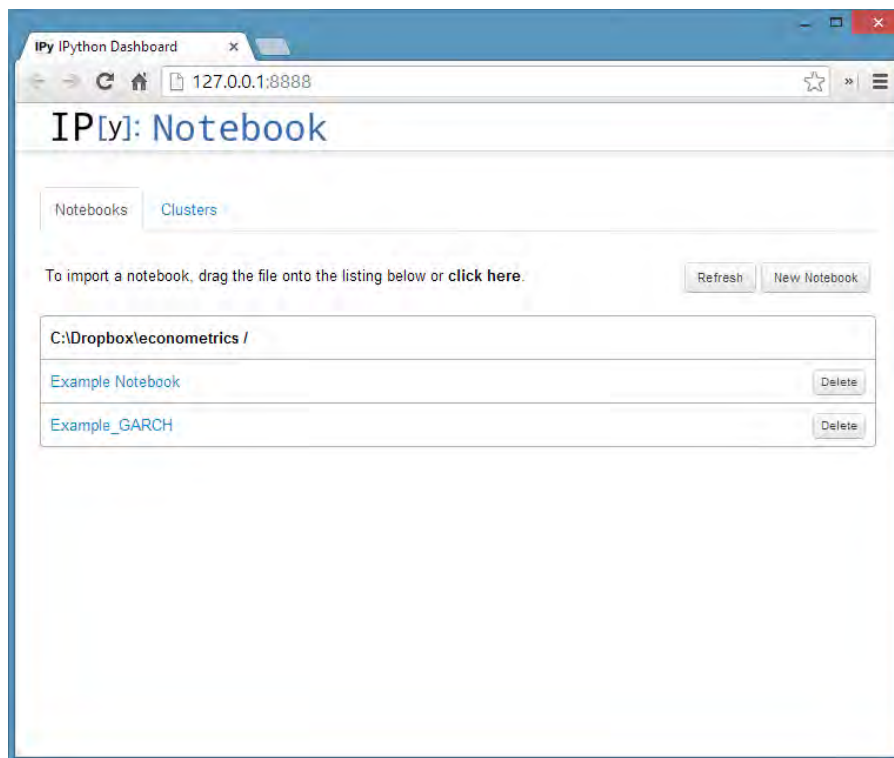 IPy IPython Dashboard
127.0.0.1:8888
IP[y]: Notebook
Notebooks Clusters
To import a notebook, drag the file onto the listing below or click here. Refresh New Notebook
C:\Dropbox\econometrics /
Example Notebook Delete
Example_GARCH Delete